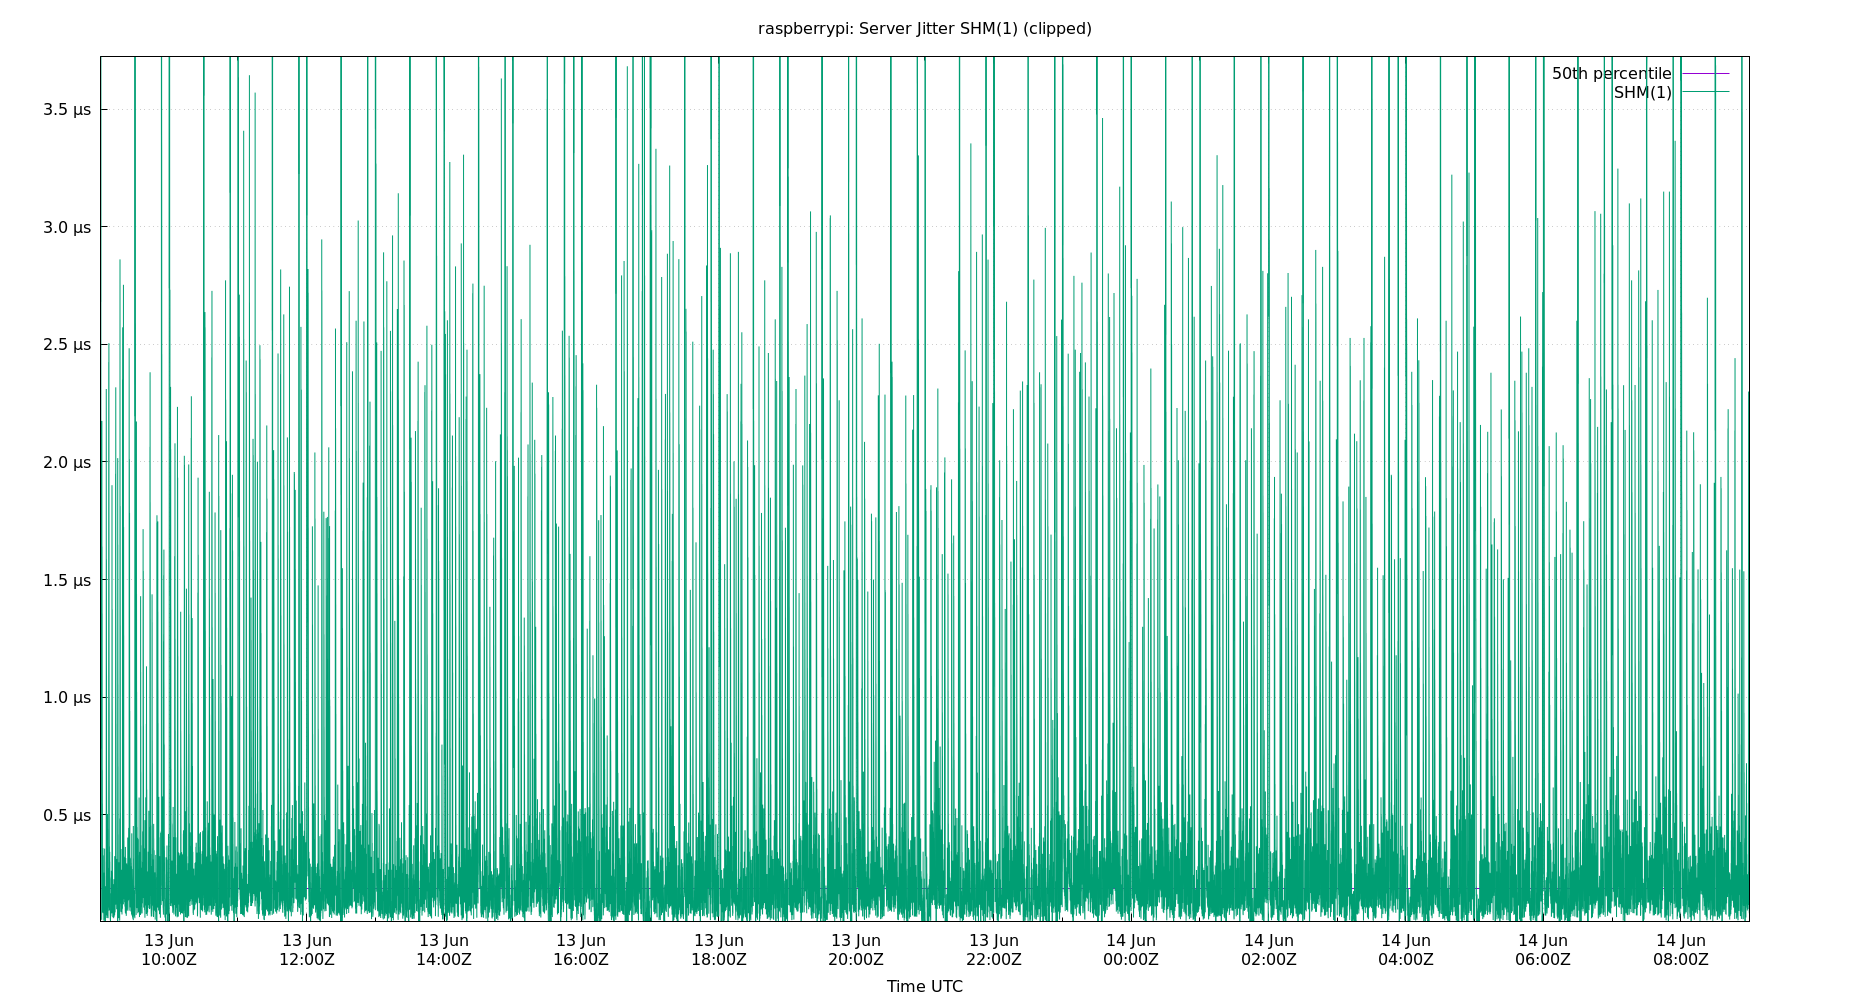 raspberrypi: Server Jitter SHM(1) (clipped)
50th percentile
SHM(1)
3.5 µs
3.0 µs
2.5 µs
2.0 µs
1.5 µs
1.0 µs
0.5 µs
13 Jun 13 Jun 13 Jun 13 Jun 13 Jun 13 Jun 13 Jun 14 Jun 14 Jun 14 Jun 14 Jun 14 Jun
10:00Z 12:00Z 14:00Z 16:00Z 18:00Z 20:00Z 22:00Z 00:00Z 02:00Z 04:00Z 06:00Z 08:00Z
Time UTC